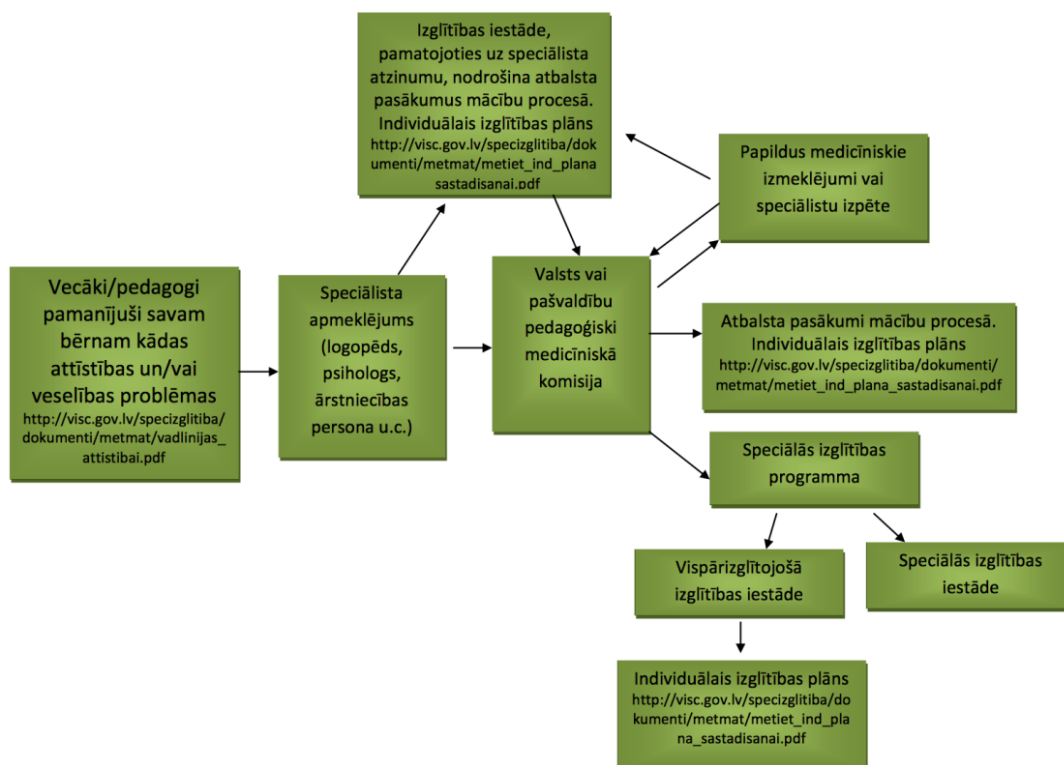 Izglītības iestāde,
pamatojoties uz speciālista
atzinumu, nodrošina atbalsta
pasākumus mācību procesā.
Individuālais izglītības plāns
http://visc.gov.lv/specizglitiba/dok
umenti/metmat/metiet_ind_plana
sastadisanai.pdf
Papildus medicīniskie
izmeklējumi vai
speciālistu izpēte
Vecāki/pedagogi
pamanījuši savam
bērnam kādas
attīstības un/vai
veselības problēmas
http://visc.gov.lv/specizglitiba/
dokumenti/metmat/vadlinijas_
attistibai.pdf
Speciālista
apmeklējums
(logopēds,
psihologs,
ārstniecības
persona u.c.)
Valsts vai
pašvaldību
pedagoģiski
medicīniskā
komisija
Atbalsta pasākumi mācību procesā.
Individuālais izglītības plāns
http://visc.gov.lv/specizglitiba/dokumenti/
metmat/metiet_ind_plana_sastadisanai.pdf
Speciālās izglītības
programma
Vispārizglītojošā
izglītības iestāde
Speciālās izglītības
iestāde
Individuālais izglītības plāns
http://visc.gov.lv/specizglitiba/do
kumenti/metmat/metiet_ind_pla
na_sastadisanai.pdf